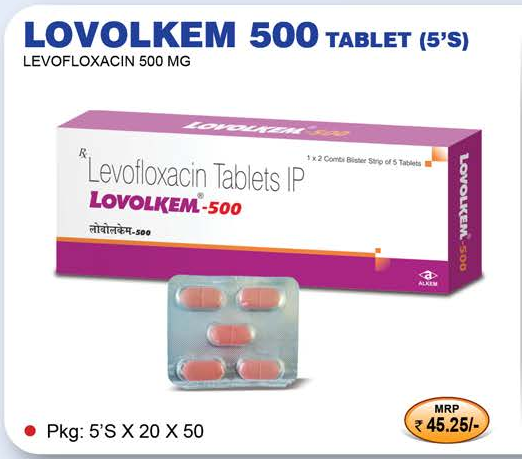 LOVOLKEM 500 TABLET (5'S)
LEVOFLOXACIN 500 MG
LOVOLKEM®-500
Rx Levofloxacin Tablets IP
1 x 2 Combi Blister Strip of 5 Tablets
LOVOLKEM®-500
लोवोलकेम-500
LOVOLKEM®-500
ALKEM
MRP
₹ 45.25/-
Pkg: 5'S X 20 X 50